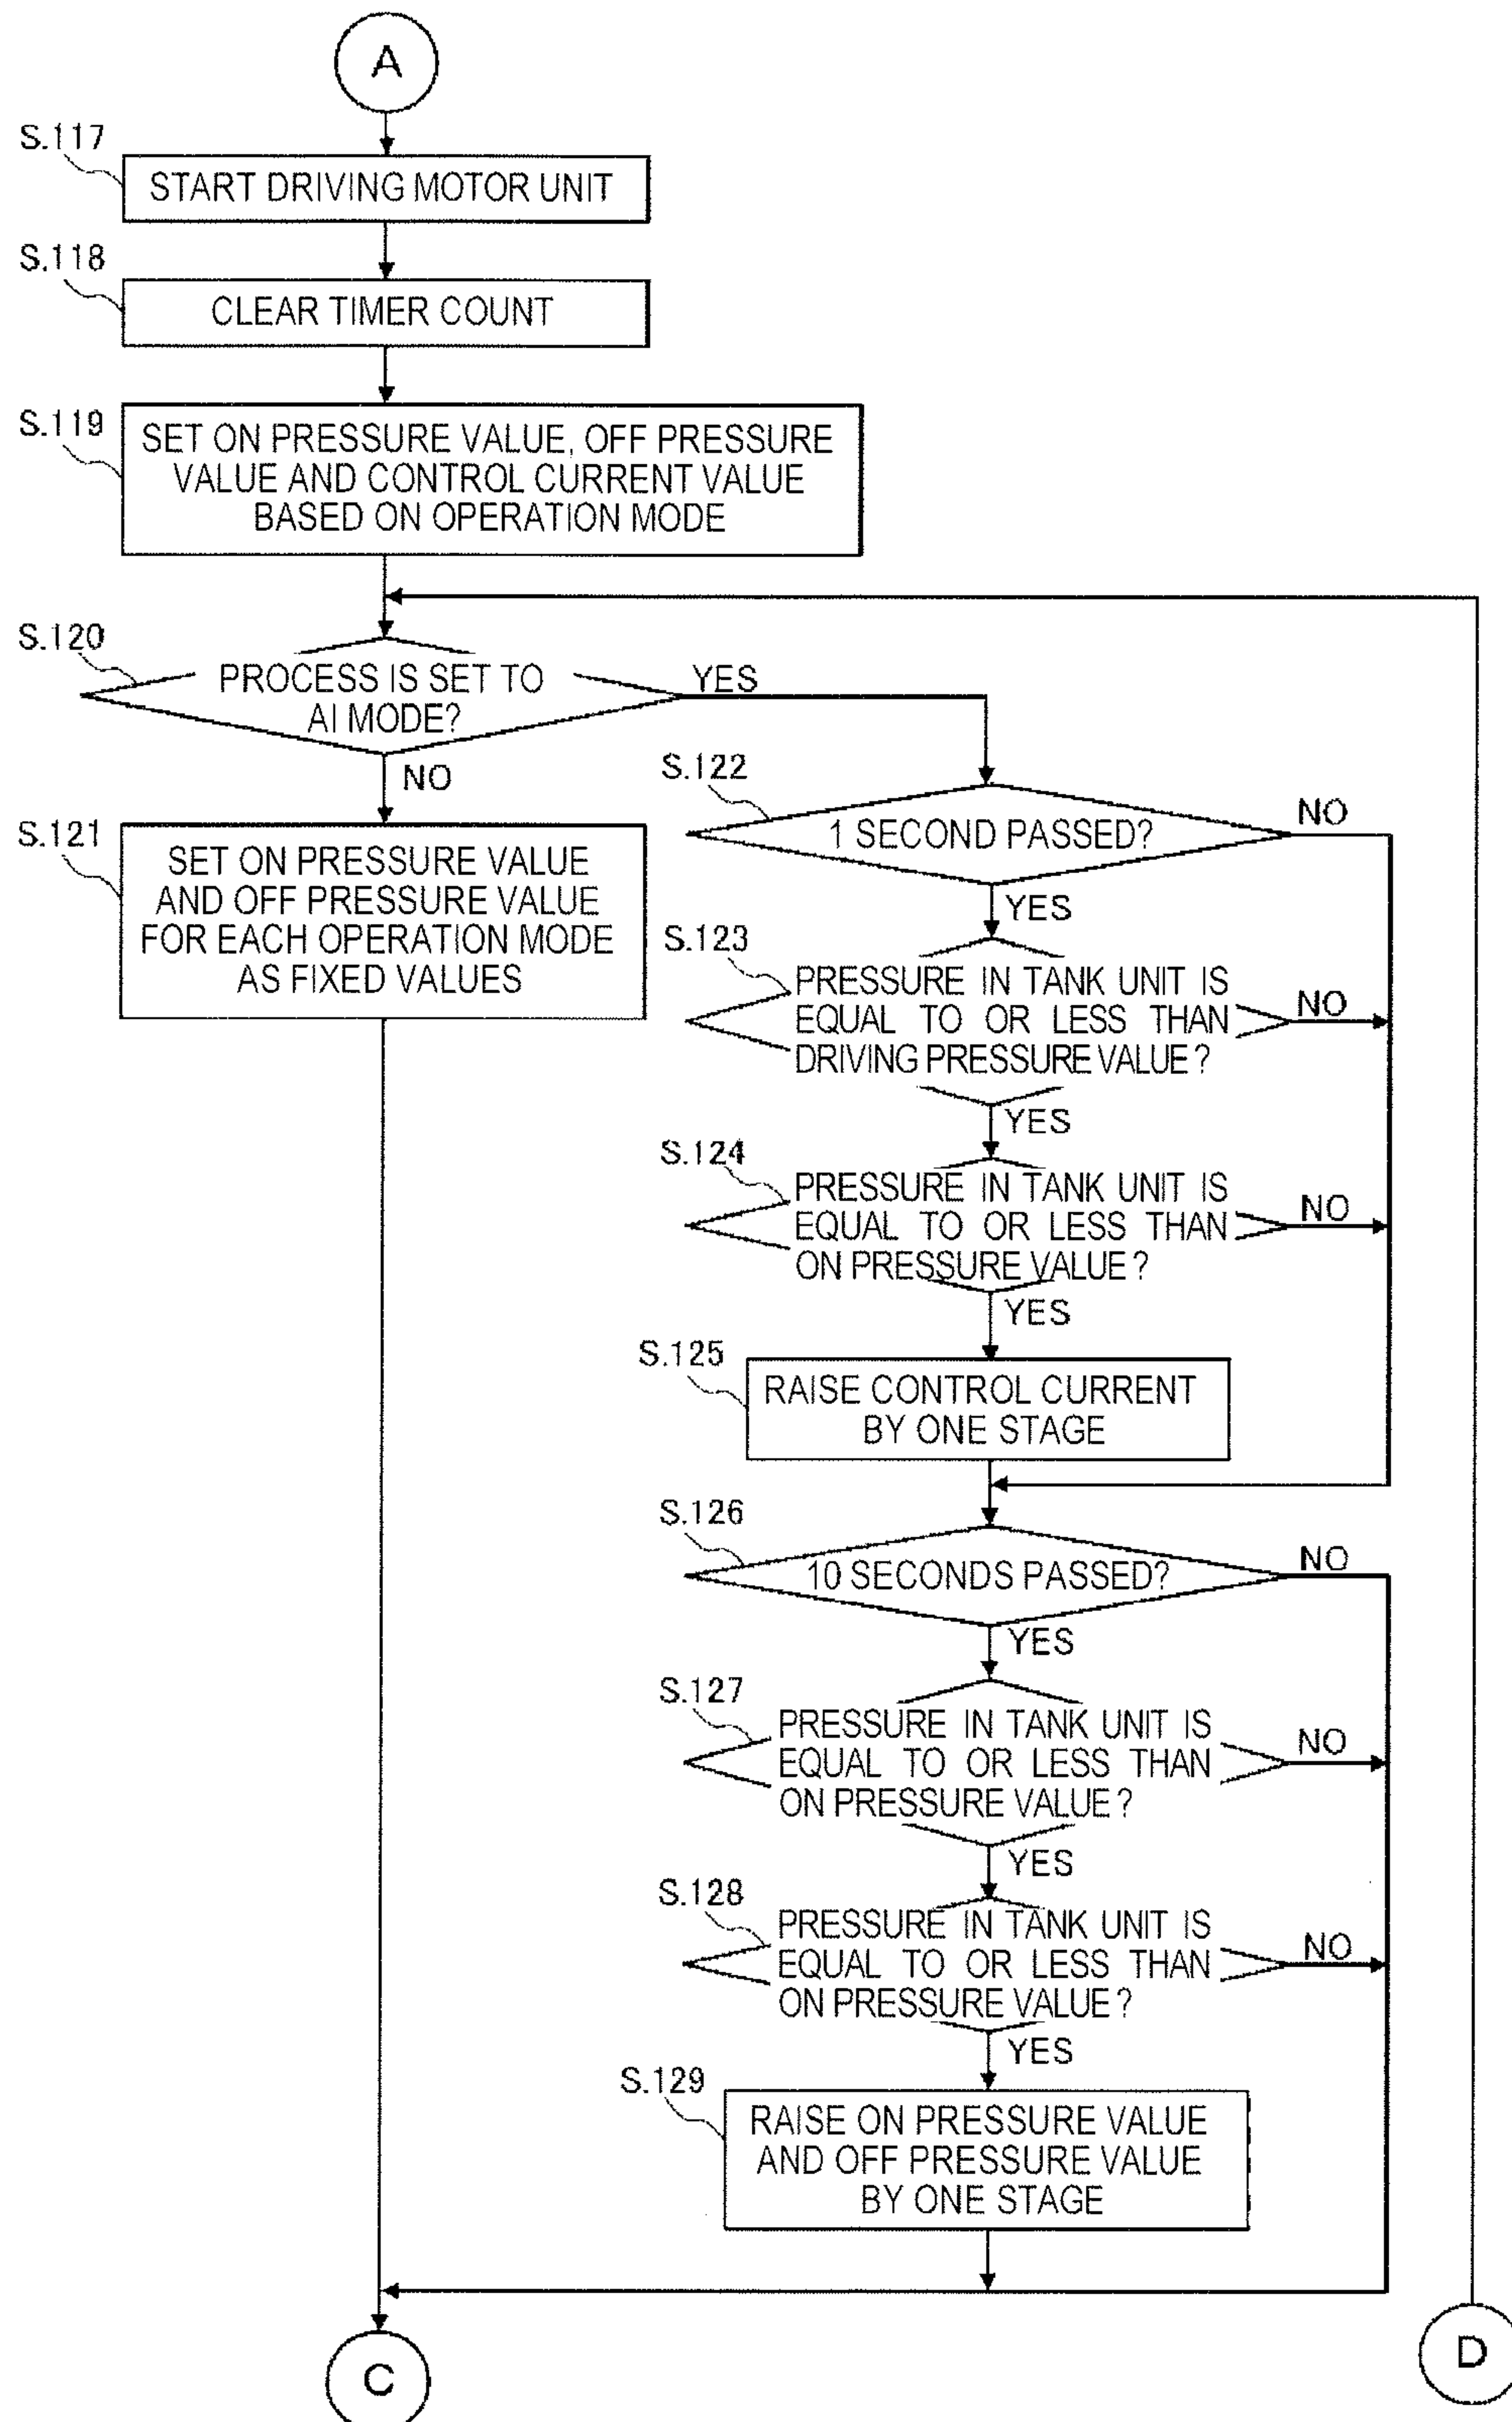 A
S.117
START DRIVING MOTOR UNIT
S.118
CLEAR TIMER COUNT
S.119
SET ON PRESSURE VALUE, OFF PRESSURE
VALUE AND CONTROL CURRENT VALUE
BASED ON OPERATION MODE
S.120
PROCESS IS SET TO
AI MODE?
YES
NO
S.121
SET ON PRESSURE VALUE
AND OFF PRESSURE VALUE
FOR EACH OPERATION MODE
AS FIXED VALUES
S.122
1 SECOND PASSED?
NO
YES
S.123
PRESSURE IN TANK UNIT IS
EQUAL TO OR LESS THAN
DRIVING PRESSURE VALUE?
NO
YES
S.124
PRESSURE IN TANK UNIT IS
EQUAL TO OR LESS THAN
ON PRESSURE VALUE?
NO
YES
S.125
RAISE CONTROL CURRENT
BY ONE STAGE
S.126
10 SECONDS PASSED?
NO
YES
S.127
PRESSURE IN TANK UNIT IS
EQUAL TO OR LESS THAN
ON PRESSURE VALUE?
NO
YES
S.128
PRESSURE IN TANK UNIT IS
EQUAL TO OR LESS THAN
ON PRESSURE VALUE?
NO
YES
S.129
RAISE ON PRESSURE VALUE
AND OFF PRESSURE VALUE
BY ONE STAGE
C
D